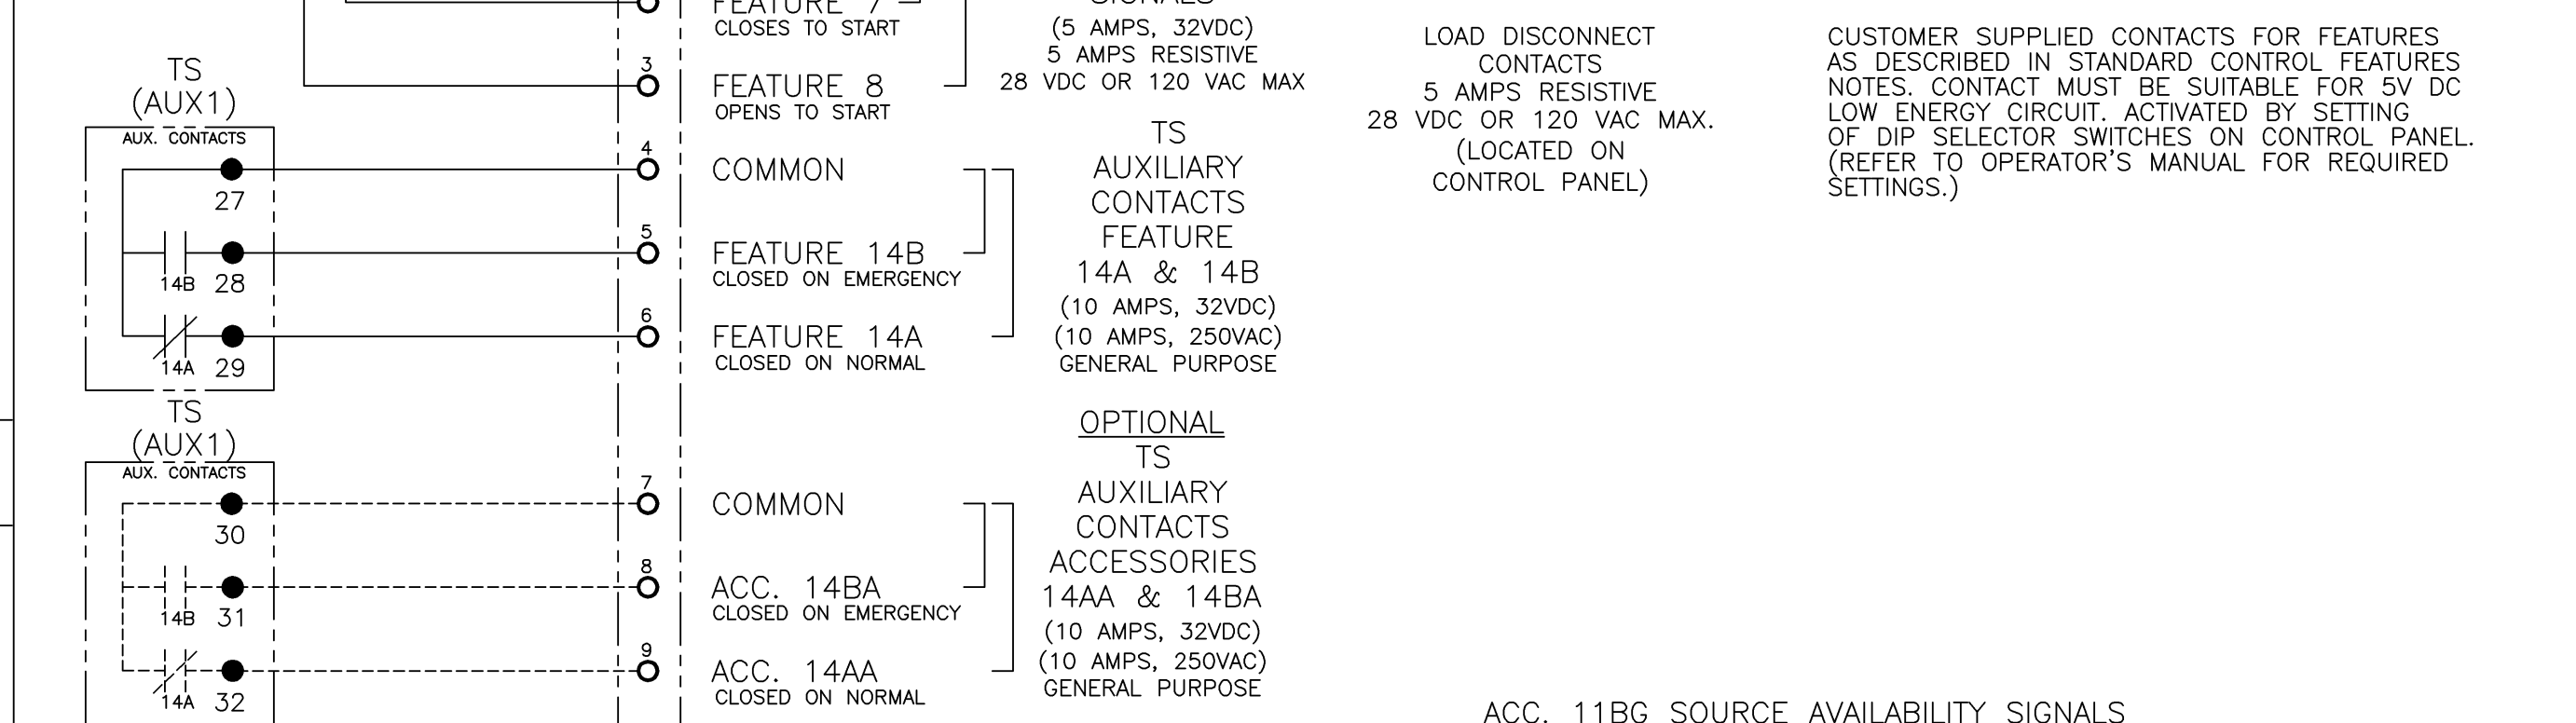 FEATURE 7
CLOSES TO START
3
FEATURE 8
OPENS TO START
SIGNALS
(5 AMPS, 32VDC)
5 AMPS RESISTIVE
28 VDC OR 120 VAC MAX
LOAD DISCONNECT
CONTACTS
5 AMPS RESISTIVE
28 VDC OR 120 VAC MAX.
(LOCATED ON
CONTROL PANEL)
CUSTOMER SUPPLIED CONTACTS FOR FEATURES
AS DESCRIBED IN STANDARD CONTROL FEATURES
NOTES. CONTACT MUST BE SUITABLE FOR 5V DC
LOW ENERGY CIRCUIT. ACTIVATED BY SETTING
OF DIP SELECTOR SWITCHES ON CONTROL PANEL.
(REFER TO OPERATOR'S MANUAL FOR REQUIRED
SETTINGS.)
TS
(AUX1)
AUX. CONTACTS
27
14B 28
14A 29
4
COMMON
5
FEATURE 14B
CLOSED ON EMERGENCY
6
FEATURE 14A
CLOSED ON NORMAL
TS
AUXILIARY
CONTACTS
FEATURE
14A & 14B
(10 AMPS, 32VDC)
(10 AMPS, 250VAC)
GENERAL PURPOSE
TS
(AUX1)
AUX. CONTACTS
30
14B 31
14A 32
7
COMMON
8
ACC. 14BA
CLOSED ON EMERGENCY
9
ACC. 14AA
CLOSED ON NORMAL
OPTIONAL
TS
AUXILIARY
CONTACTS
ACCESSORIES
14AA & 14BA
(10 AMPS, 32VDC)
(10 AMPS, 250VAC)
GENERAL PURPOSE
ACC. 11BG SOURCE AVAILABILITY SIGNALS